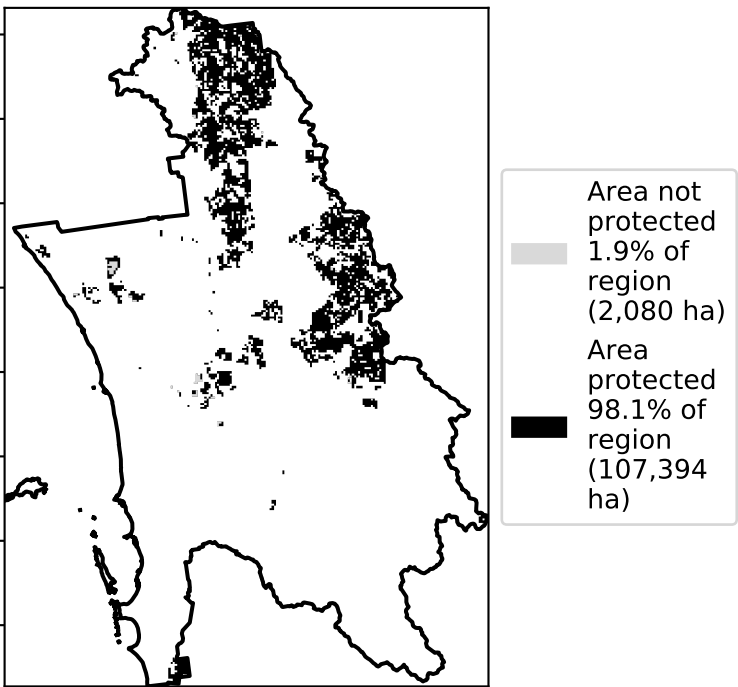 Area not
protected
1.9% of
region
(2,080 ha)
Area
protected
98.1% of
region
(107,394
ha)